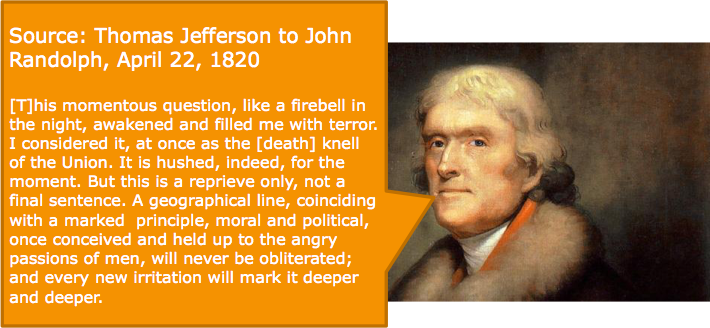 Source: Thomas Jefferson to John
Randolph, April 22, 1820
[T]his momentous question, like a firebell in
the night, awakened and filled me with terror.
I considered it, at once as the [death] knell
of the Union. It is hushed, indeed, for the
moment. But this is a reprieve only, not a
final sentence. A geographical line, coinciding
with a marked principle, moral and political,
once conceived and held up to the angry
passions of men, will never be obliterated;
and every new irritation will mark it deeper
and deeper.